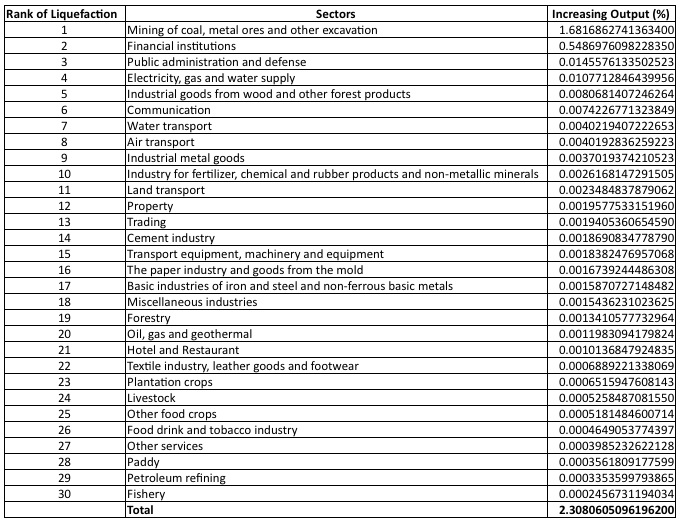 Rank of Liquefaction Sectors Increasing Output (%)
1 Mining of coal, metal ores and other excavation 1.6816862741363400
2 Financial institutions 0.5486976098228350
3 Public administration and defense 0.0145576133502523
4 Electricity, gas and water supply 0.0107712846439956
5 Industrial goods from wood and other forest products 0.0080681407246264
6 Communication 0.0074226771323849
7 Water transport 0.0040219407222653
8 Air transport 0.0040192836259223
9 Industrial metal goods 0.0037019374210523
10 Industry for fertilizer, chemical and rubber products and non-metallic minerals 0.0026168147291505
11 Land transport 0.0023484837879062
12 Property 0.0019577533151960
13 Trading 0.0019405360654590
14 Cement industry 0.0018690834778790
15 Transport equipment, machinery and equipment 0.0018382476957068
16 The paper industry and goods from the mold 0.0016739244486308
17 Basic industries of iron and steel and non-ferrous basic metals 0.0015870727148482
18 Miscellaneous industries 0.0015436231023625
19 Forestry 0.0013410577732964
20 Oil, gas and geothermal 0.0011983094179824
21 Hotel and Restaurant 0.0010136847924835
22 Textile industry, leather goods and footwear 0.0006889221338069
23 Plantation crops 0.0006515947608143
24 Livestock 0.0005258487081550
25 Other food crops 0.0005181484600714
26 Food drink and tobacco industry 0.0004649053774397
27 Other services 0.0003985232622128
28 Paddy 0.0003561809177599
29 Petroleum refining 0.0003353599793865
30 Fishery 0.0002456731194034
Total 2.3080605096196200